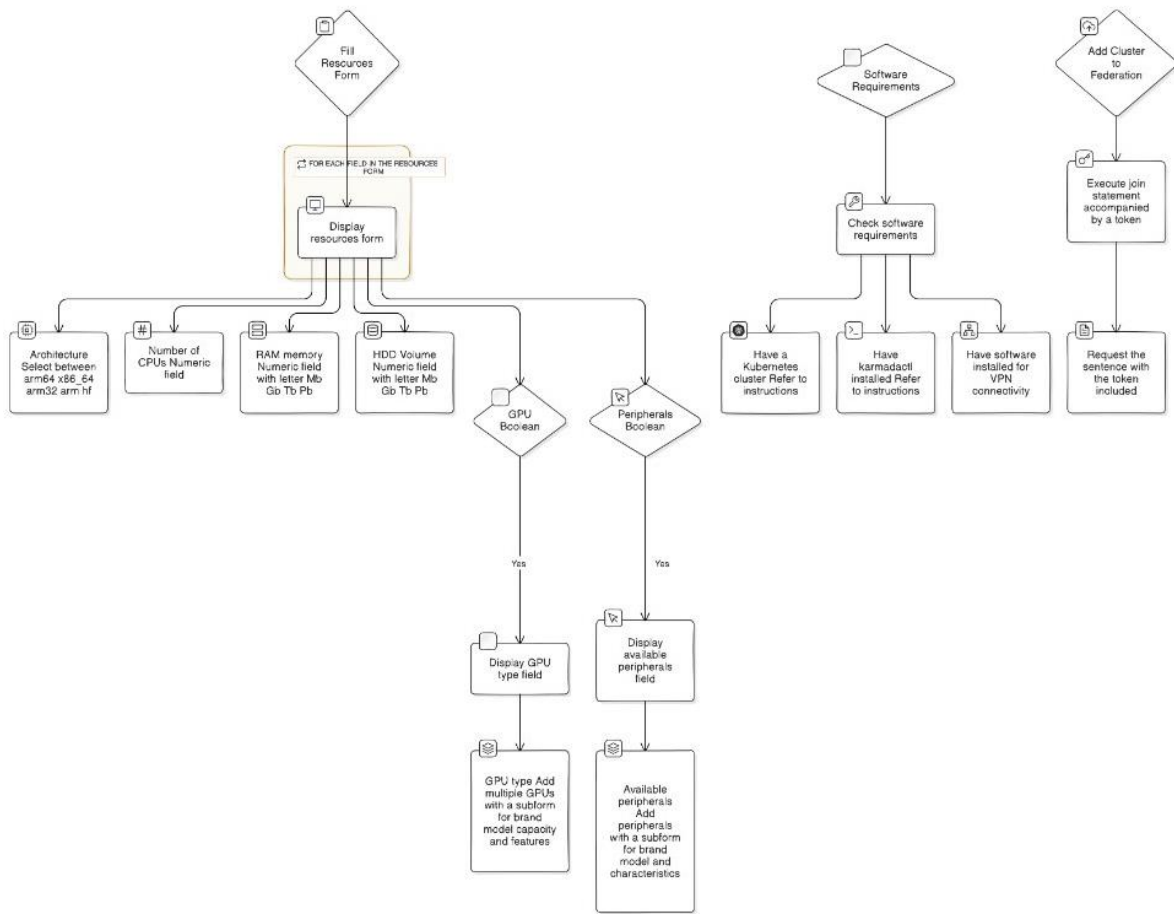 Fill
Resources
Form
Software
Requirements
Add Cluster
to
Federation
FOR EACH FIELD IN THE RESOURCES
FORM
Display
resources form
Check software
requirements
Execute join
statement
accompanied
by a token
Architecture
Select between
arm64 x86_64
arm32 arm hf
#
Number of
CPUs Numeric
field
RAM memory
Numeric field
with letter Mb
Gb Tb Pb
HDD Volume
Numeric field
with letter Mb
Gb Tb Pb
GPU
Boolean
Peripherals
Boolean
Have a
Kubernetes
cluster Refer to
instructions
>_
Have
karmadactl
installed Refer
to instructions
Have software
installed for
VPN
connectivity
Request the
sentence with
the token
included
Yes
Yes
Display GPU
type field
Display
available
peripherals
field
GPU type Add
multiple GPUs
with a subform
for brand
model capacity
and features
Available
peripherals
Add
peripherals
with a subform
for brand
model and
characteristics